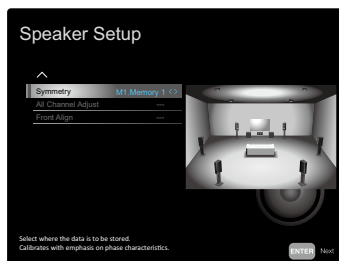 Speaker Setup
Symmetry M1.Memory 1
All Channel Adjust ---
Front Align ---
Select where the data is to be stored.
Calibrates with emphasis on phase characteristics.
ENTER Next